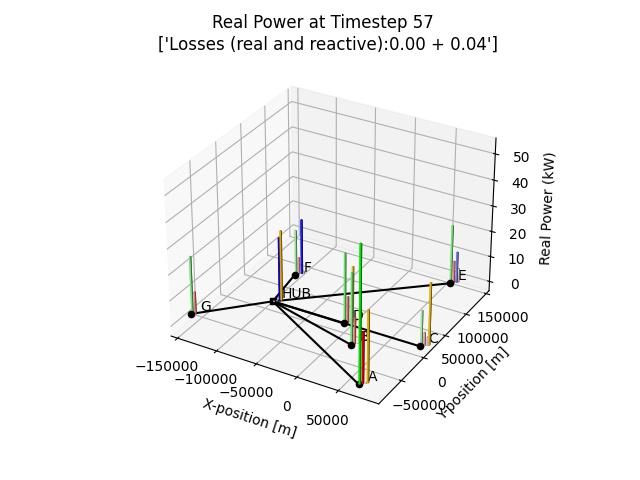 Real Power at Timestep 57
['Losses (real and reactive):0.00 + 0.04']
50
40
30
20
10
0
Real Power (kW)
F
HUB
E
G
D
B
C
A
150000
100000
50000
0
−50000
Y-position [m]
−150000
−100000
−50000
0
50000
X-position [m]